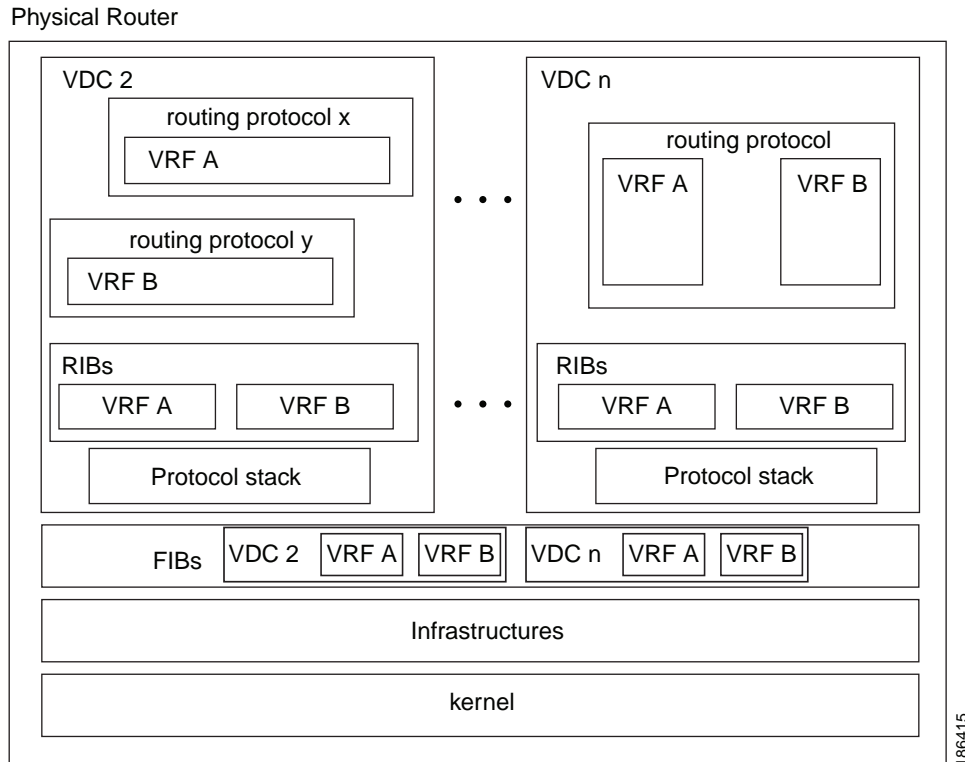 Physical Router
VDC 2
routing protocol x
VRF A
routing protocol y
VRF B
RIBs
VRF A VRF B
Protocol stack
VDC n
routing protocol
VRF A VRF B
RIBs
VRF A VRF B
Protocol stack
FIBs VDC 2 VRF A VRF B VDC n VRF A VRF B
Infrastructures
kernel
186415